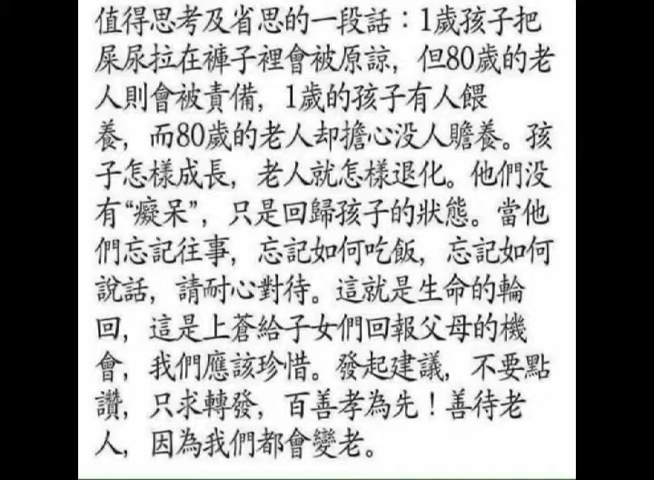 值得思考及省思的一段話：1歲孩子把
屎尿拉在褲子裡會被原諒，但80歲的老
人則會被責備，1歲的孩子有人餵
養，而80歲的老人却擔心没人贍養。孩
子怎樣成長，老人就怎樣退化。他們没
有“癡呆”，只是回歸孩子的狀態。當他
們忘記往事，忘記如何吃飯，忘記如何
說話，請耐心對待。這就是生命的輪
回，這是上蒼給子女們回報父母的機
會，我們應該珍惜。發起建議，不要點
讚，只求轉發，百善孝為先！善待老
人，因為我們都會變老。